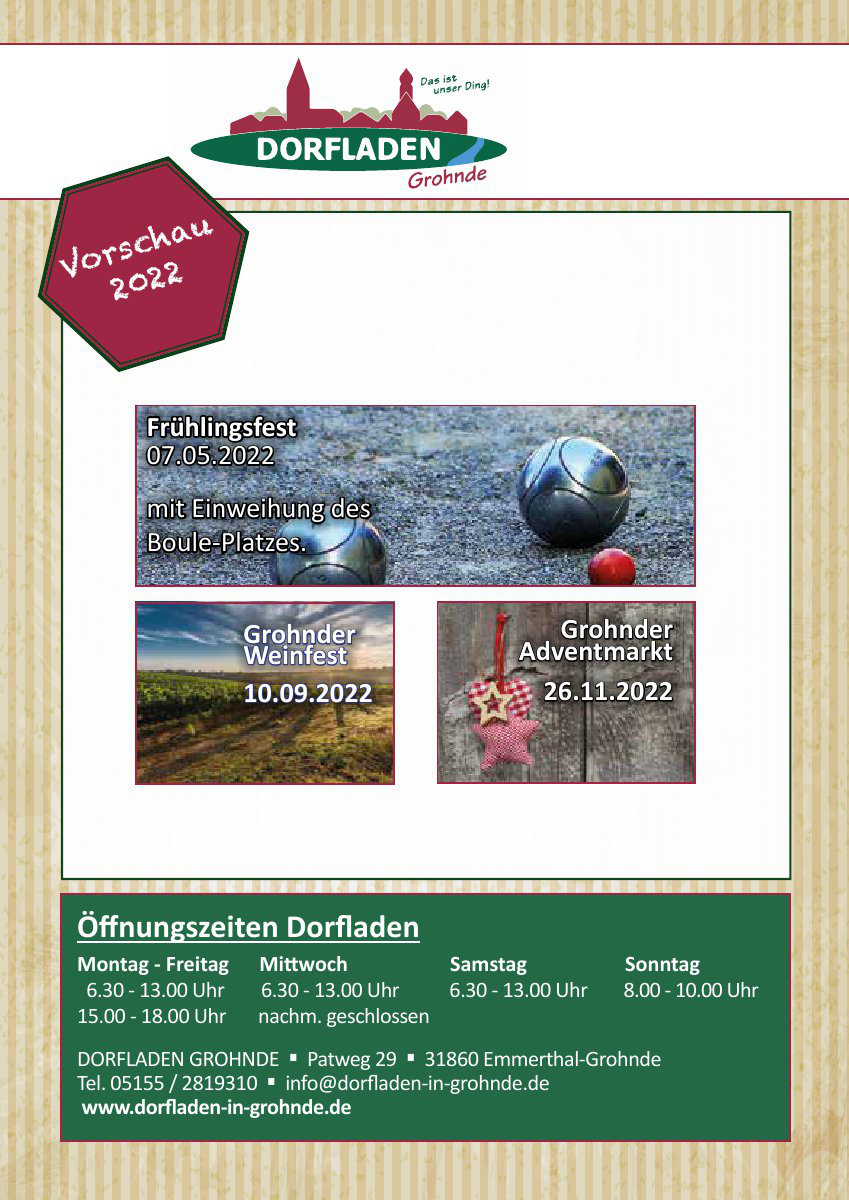 Das ist
unser Ding!
DORFLADEN
Grohnde
Vorschau
2022
Frühlingsfest
07.05.2022
mit Einweihung des
Boule-Platzes.
Grohnder
Weinfest
10.09.2022
Grohnder
Adventmarkt
26.11.2022
Öffnungszeiten Dorfladen
Montag - Freitag Mittwoch Samstag Sonntag
6.30 - 13.00 Uhr 6.30 - 13.00 Uhr 6.30 - 13.00 Uhr 8.00 - 10.00 Uhr
15.00 - 18.00 Uhr nachm. geschlossen
DORFLADEN GROHNDE ▪ Patweg 29 ▪ 31860 Emmerthal-Grohnde
Tel. 05155 / 2819310 ▪ info@dorfladen-in-grohnde.de
www.dorfladen-in-grohnde.de